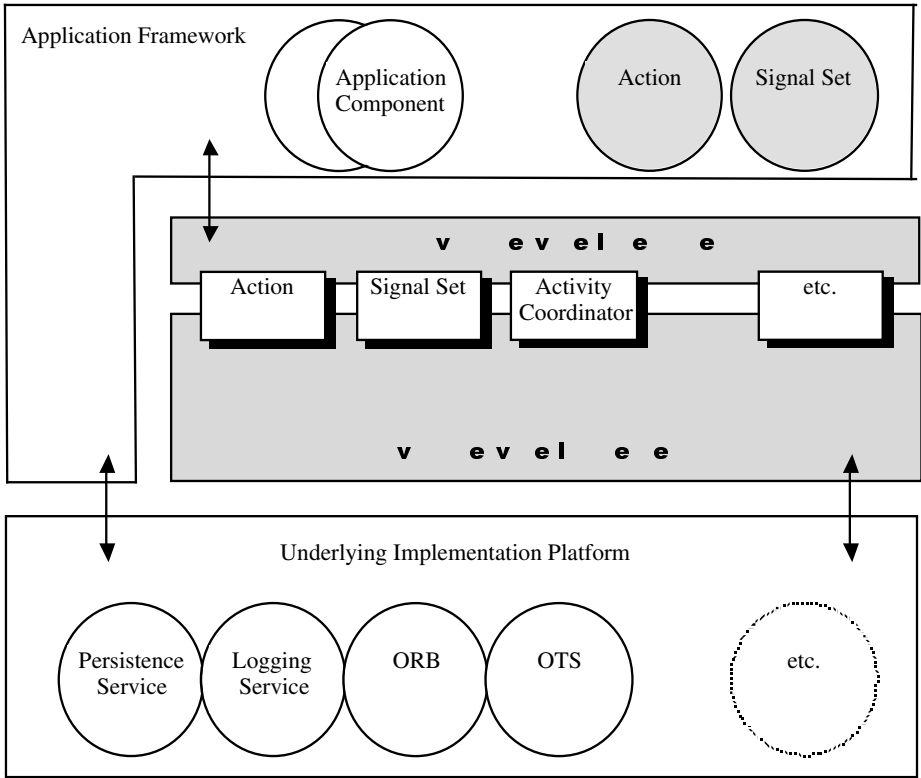 Application Framework
Application
Component
Action
Signal Set
v e v e l e e
Action
Signal Set
Activity
Coordinator
etc.
v e v e l e e
Underlying Implementation Platform
Persistence
Service
Logging
Service
ORB
OTS
etc.